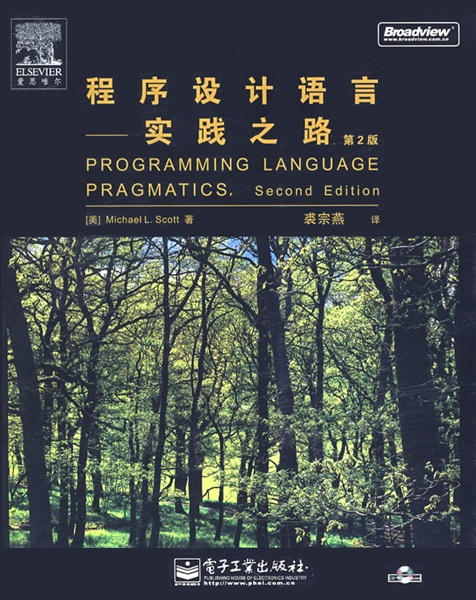 Broadview®
www.broadview.com.cn
ELSEVIER
爱思唯尔
程序设计语言
——实践之路,第2版
PROGRAMMING LANGUAGE
PRAGMATICS, Second Edition
[美] Michael L. Scott 著
裘宗燕 译
電子工業出版社
PUBLISHING HOUSE OF ELECTRONICS INDUSTRY
http://www.phei.com.cn